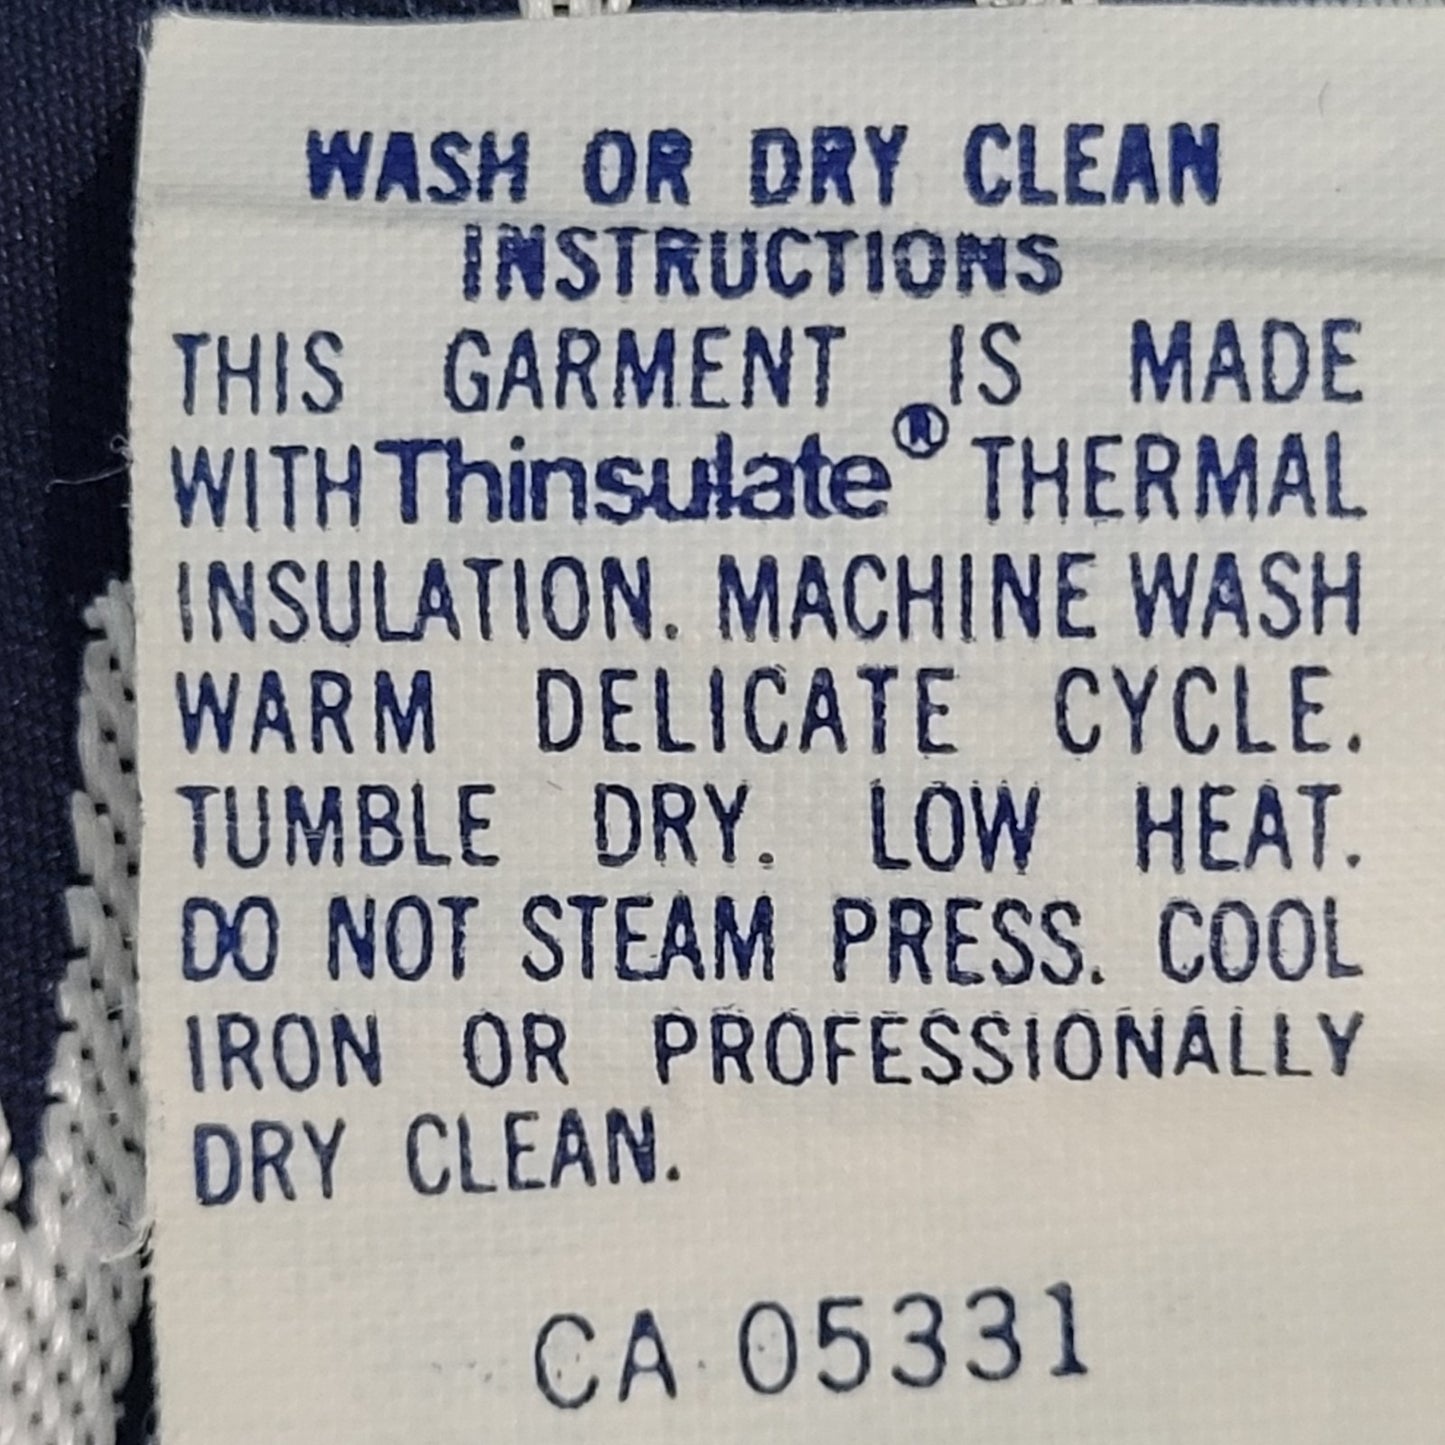 WASH OR DRY CLEAN
INSTRUCTIONS
THIS GARMENT IS MADE
WITH Thinsulate® THERMAL
INSULATION. MACHINE WASH
WARM DELICATE CYCLE.
TUMBLE DRY. LOW HEAT.
DO NOT STEAM PRESS. COOL
IRON OR PROFESSIONALLY
DRY CLEAN.
CA 05331